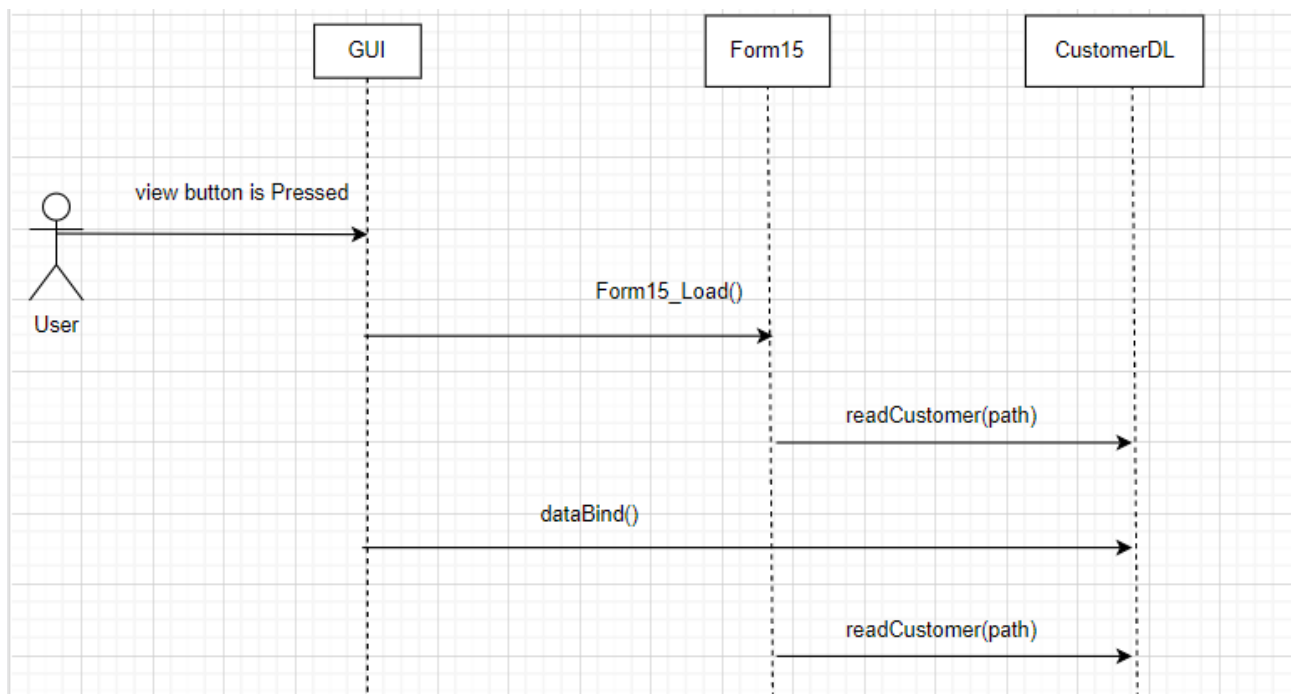 GUI
Form15
CustomerDL
view button is Pressed
User
Form15_Load()
readCustomer(path)
dataBind()
readCustomer(path)